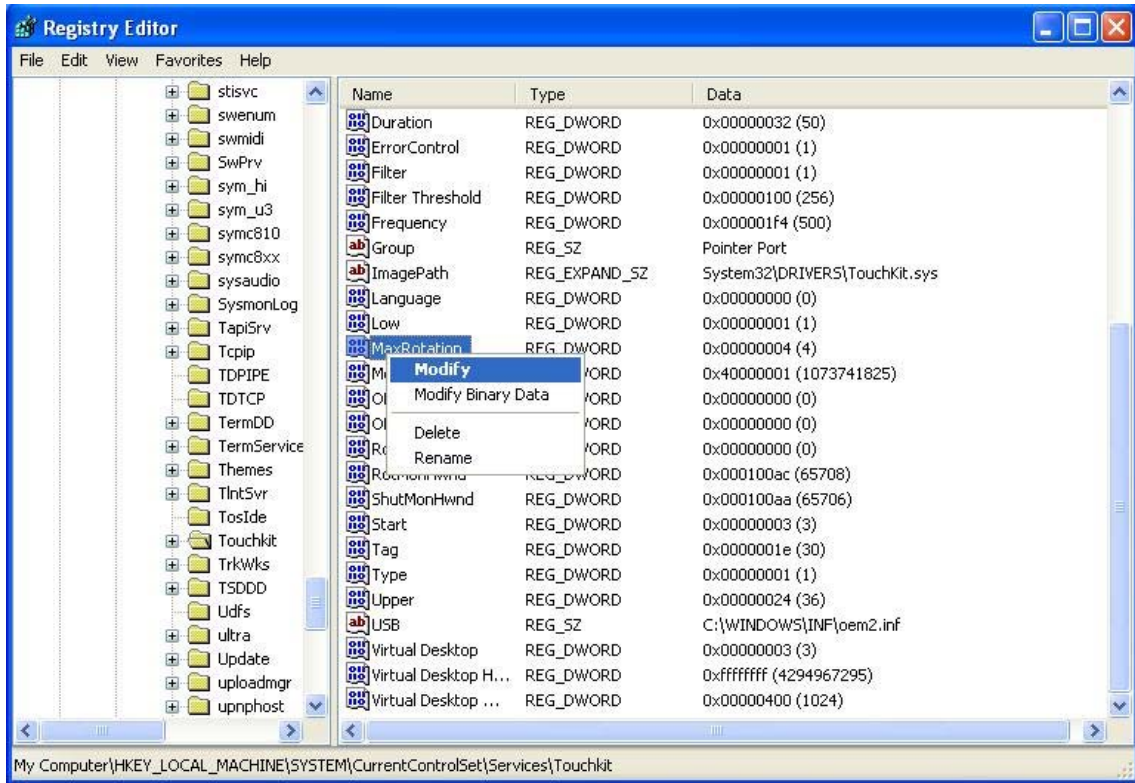 Registry Editor
File Edit View Favorites Help
stisvc
swenum
swmidi
SwPrv
sym_hi
sym_u3
symc810
symc8xx
sysaudio
SysmonLog
TapiSrv
Tcpip
TDPIPE
TDTCP
TermDD
TermService
Themes
TlntSvr
TosIde
Touchkit
TrkWks
TSDDD
Udfs
ultra
Update
uploadmgr
upnphost
Name Type Data
Duration REG_DWORD 0x00000032 (50)
ErrorControl REG_DWORD 0x00000001 (1)
Filter REG_DWORD 0x00000001 (1)
Filter Threshold REG_DWORD 0x00000100 (256)
Frequency REG_DWORD 0x000001f4 (500)
Group REG_SZ Pointer Port
ImagePath REG_EXPAND_SZ System32\DRIVERS\TouchKit.sys
Language REG_DWORD 0x00000000 (0)
Low REG_DWORD 0x00000001 (1)
MaxRotation REG_DWORD 0x00000004 (4)
0x40000001 (1073741825)
0x00000000 (0)
0x00000000 (0)
0x00000000 (0)
0x000100ac (65708)
ShutMonHwnd REG_DWORD 0x000100aa (65706)
Start REG_DWORD 0x00000003 (3)
Tag REG_DWORD 0x0000001e (30)
Type REG_DWORD 0x00000001 (1)
Upper REG_DWORD 0x00000024 (36)
USB REG_SZ C:\WINDOWS\INF\oem2.inf
Virtual Desktop REG_DWORD 0x00000003 (3)
Virtual Desktop H... REG_DWORD 0xffffffff (4294967295)
Virtual Desktop ... REG_DWORD 0x00000400 (1024)
Modify
Modify Binary Data
Delete
Rename
My Computer\HKEY_LOCAL_MACHINE\SYSTEM\CurrentControlSet\Services\Touchkit